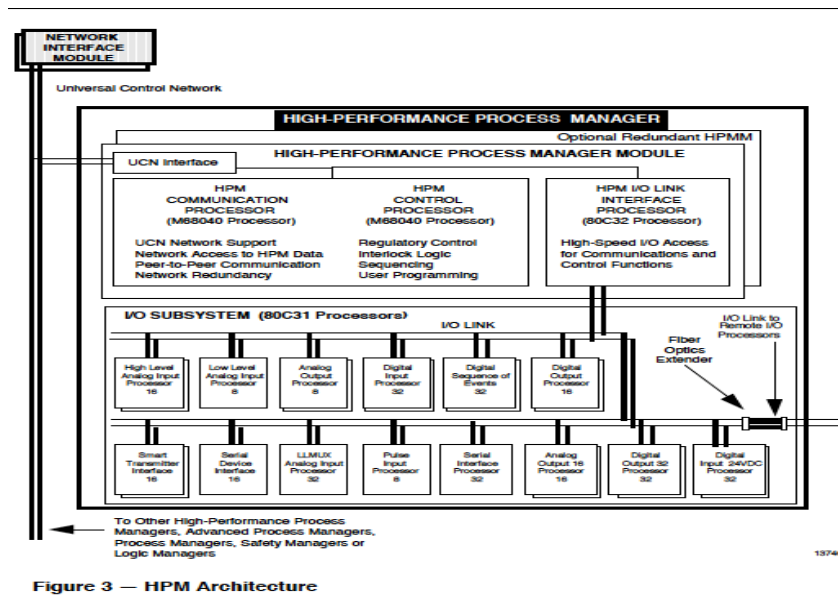 NETWORK
INTERFACE
MODULE
Universal Control Network
HIGH-PERFORMANCE PROCESS MANAGER
Optional Redundant HPMM
HIGH-PERFORMANCE PROCESS MANAGER MODULE
UCN Interface
HPM
COMMUNICATION
PROCESSOR
(M68040 Processor)
UCN Network Support
Network Access to HPM Data
Peer-to-Peer Communication
Network Redundancy
HPM
CONTROL
PROCESSOR
(M68040 Processor)
Regulatory Control
Interlock Logic
Sequencing
User Programming
HPM I/O LINK
INTERFACE
PROCESSOR
(80C32 Processor)
High-Speed I/O Access
for Communications and
Control Functions
I/O SUBSYSTEM (80C31 Processors)
I/O LINK
I/O Link to
Remote I/O
Processors
Fiber
Optics
Extender
High Level
Analog Input
Processor
16
Low Level
Analog Input
Processor
8
Analog
Output
Processor
8
Digital
Input
Processor
32
Digital
Sequence of
Events
32
Digital
Output
Processor
16
Smart
Transmitter
Interface
16
Serial
Device
Interface
16
LLMUX
Analog Input
Processor
32
Pulse
Input
Processor
8
Serial
Interface
Processor
32
Analog
Output 16
Processor
16
Digital
Output 32
Processor
32
Digital
Input 24VDC
Processor
32
To Other High-Performance Process
Managers, Advanced Process Managers,
Process Managers, Safety Managers or
Logic Managers
1374
Figure 3 — HPM Architecture